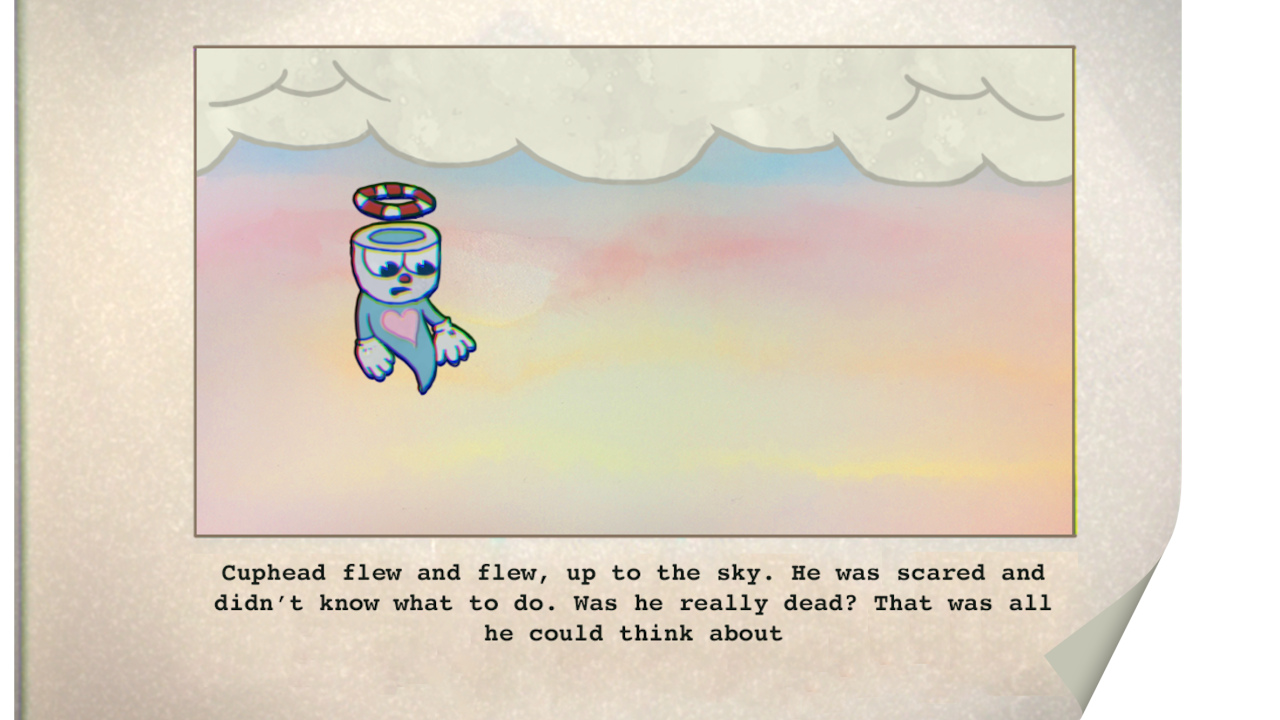 Cuphead flew and flew, up to the sky. He was scared and
didn’t know what to do. Was he really dead? That was all
he could think about